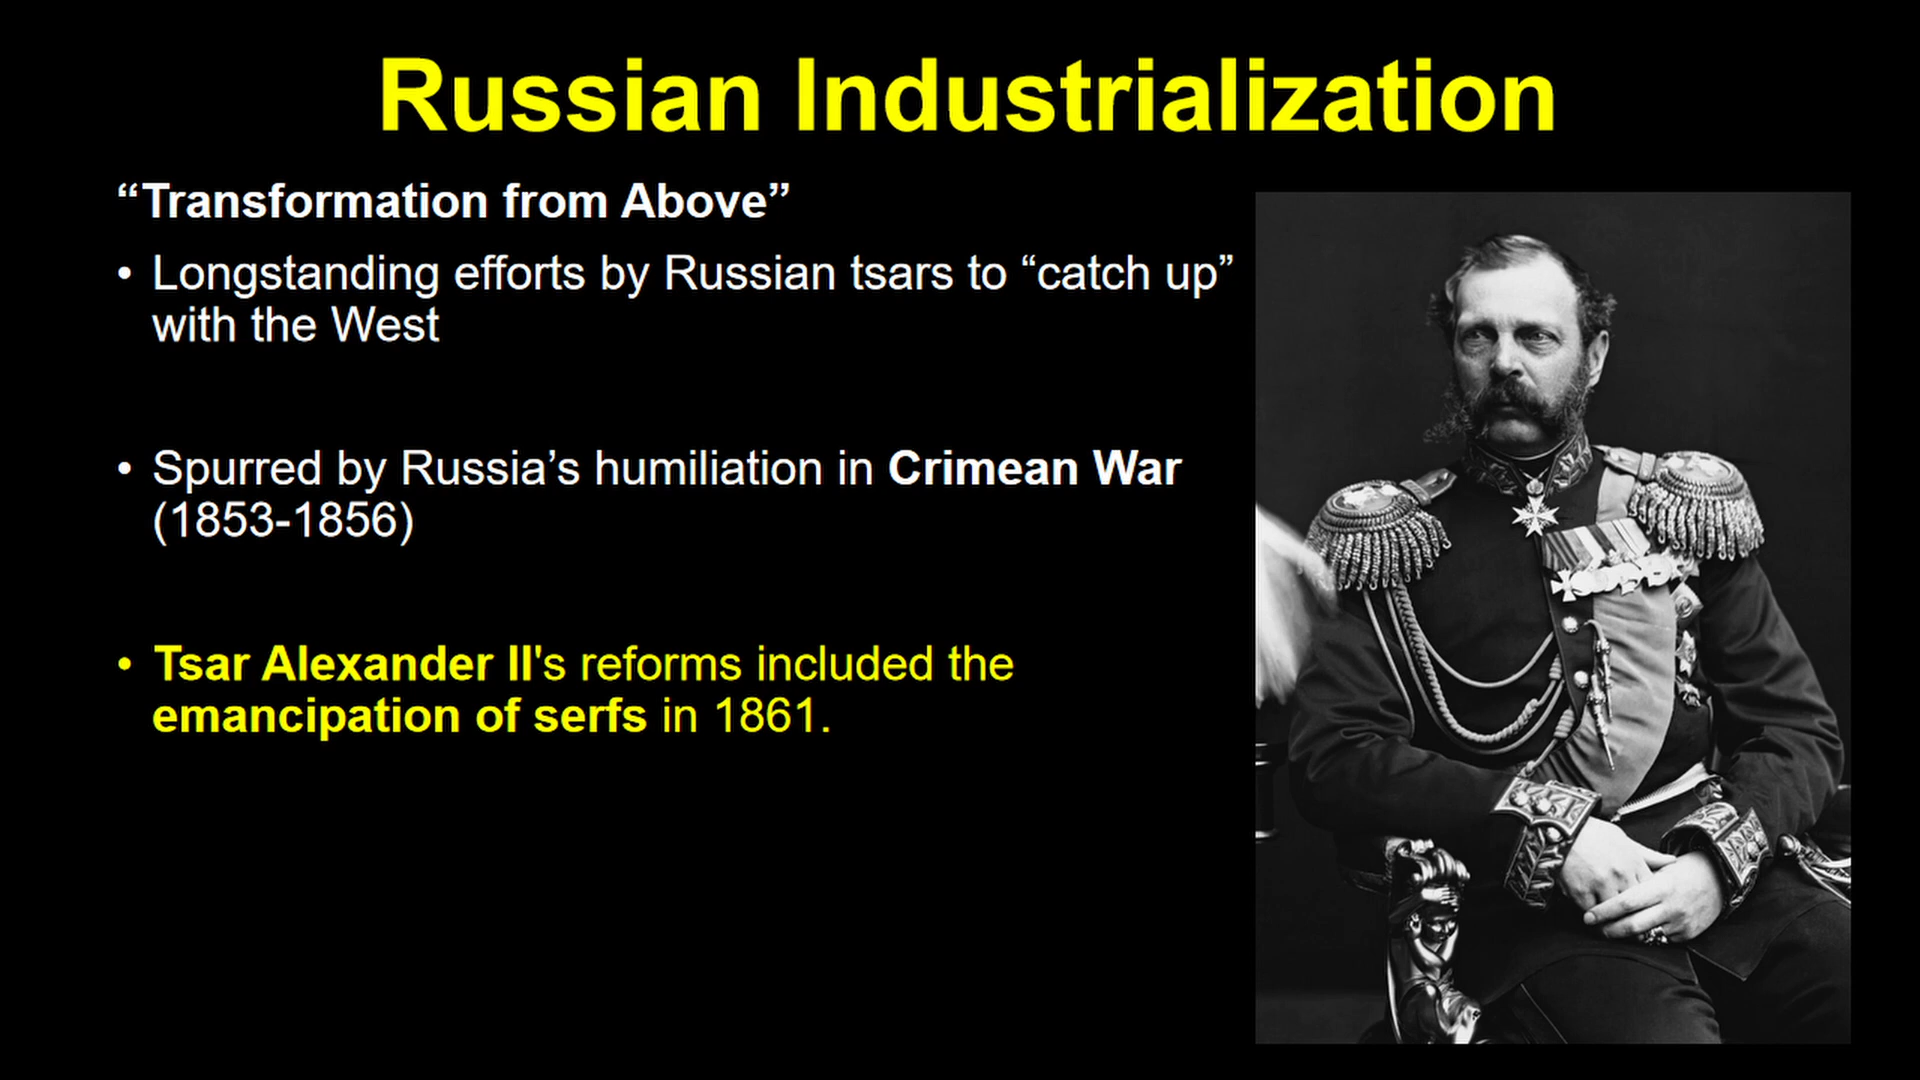 Russian Industrialization
“Transformation from Above”
• Longstanding efforts by Russian tsars to “catch up”
with the West
• Spurred by Russia’s humiliation in Crimean War
(1853-1856)
• Tsar Alexander II's reforms included the
emancipation of serfs in 1861.